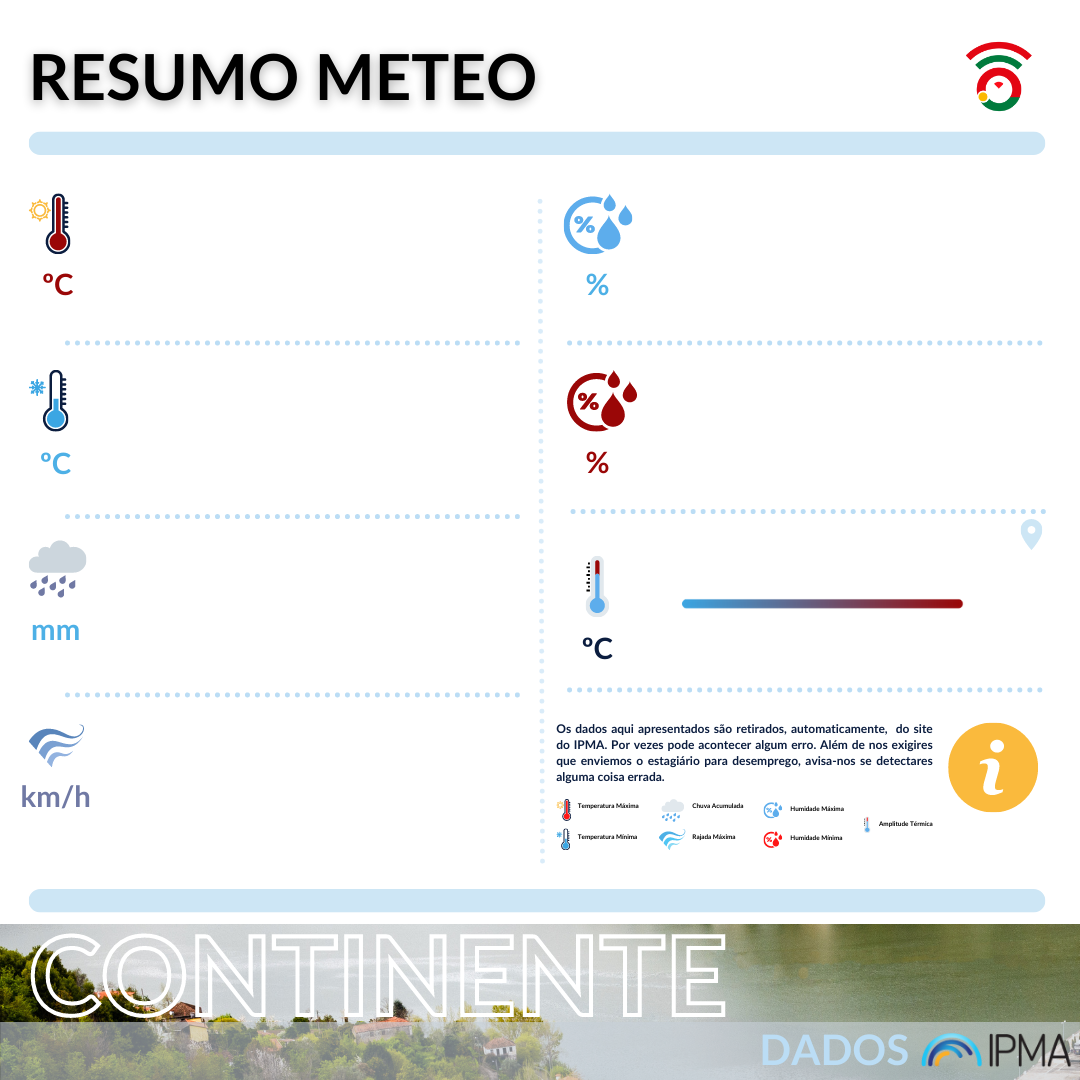 RESUMO METEO
ºC
%
ºC
%
mm
ºC
km/h
Os dados aqui apresentados são retirados, automaticamente, do site
do IPMA. Por vezes pode acontecer algum erro. Além de nos exigires
que enviemos o estagiário para desemprego, avisa-nos se detectares
alguma coisa errada.
i
Temperatura Máxima
Chuva Acumulada
Humidade Máxima
Amplitude Térmica
Temperatura Mínima
Rajada Máxima
Humidade Mínima
CONTINENTE
DADOS IPMA